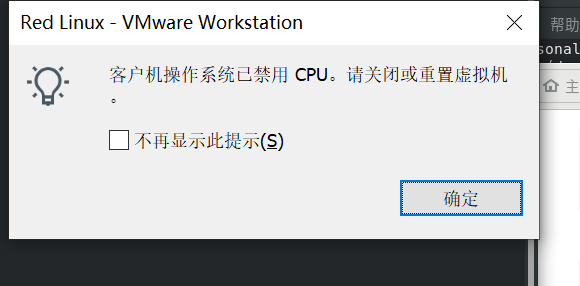 Red Linux - VMware Workstation
帮助
sonal
客户机操作系统已禁用 CPU。请关闭或重置虚拟机
。
主
不再显示此提示(S)
确定